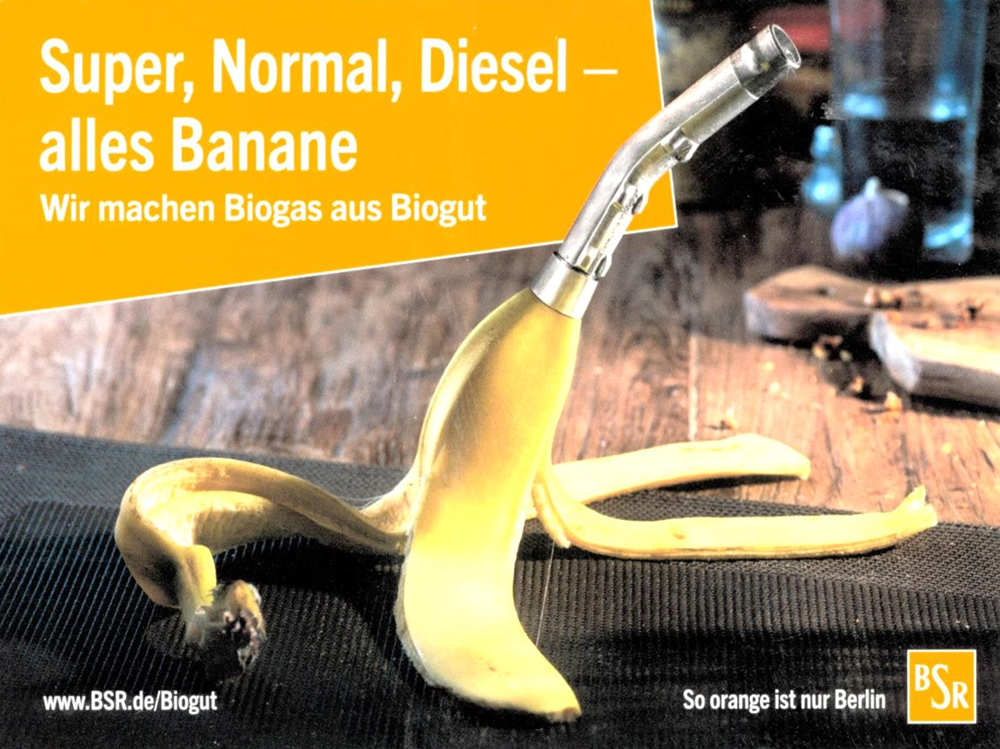 Super, Normal, Diesel –
alles Banane
Wir machen Biogas aus Biogut
www.BSR.de/Biogut
So orange ist nur Berlin
BSR